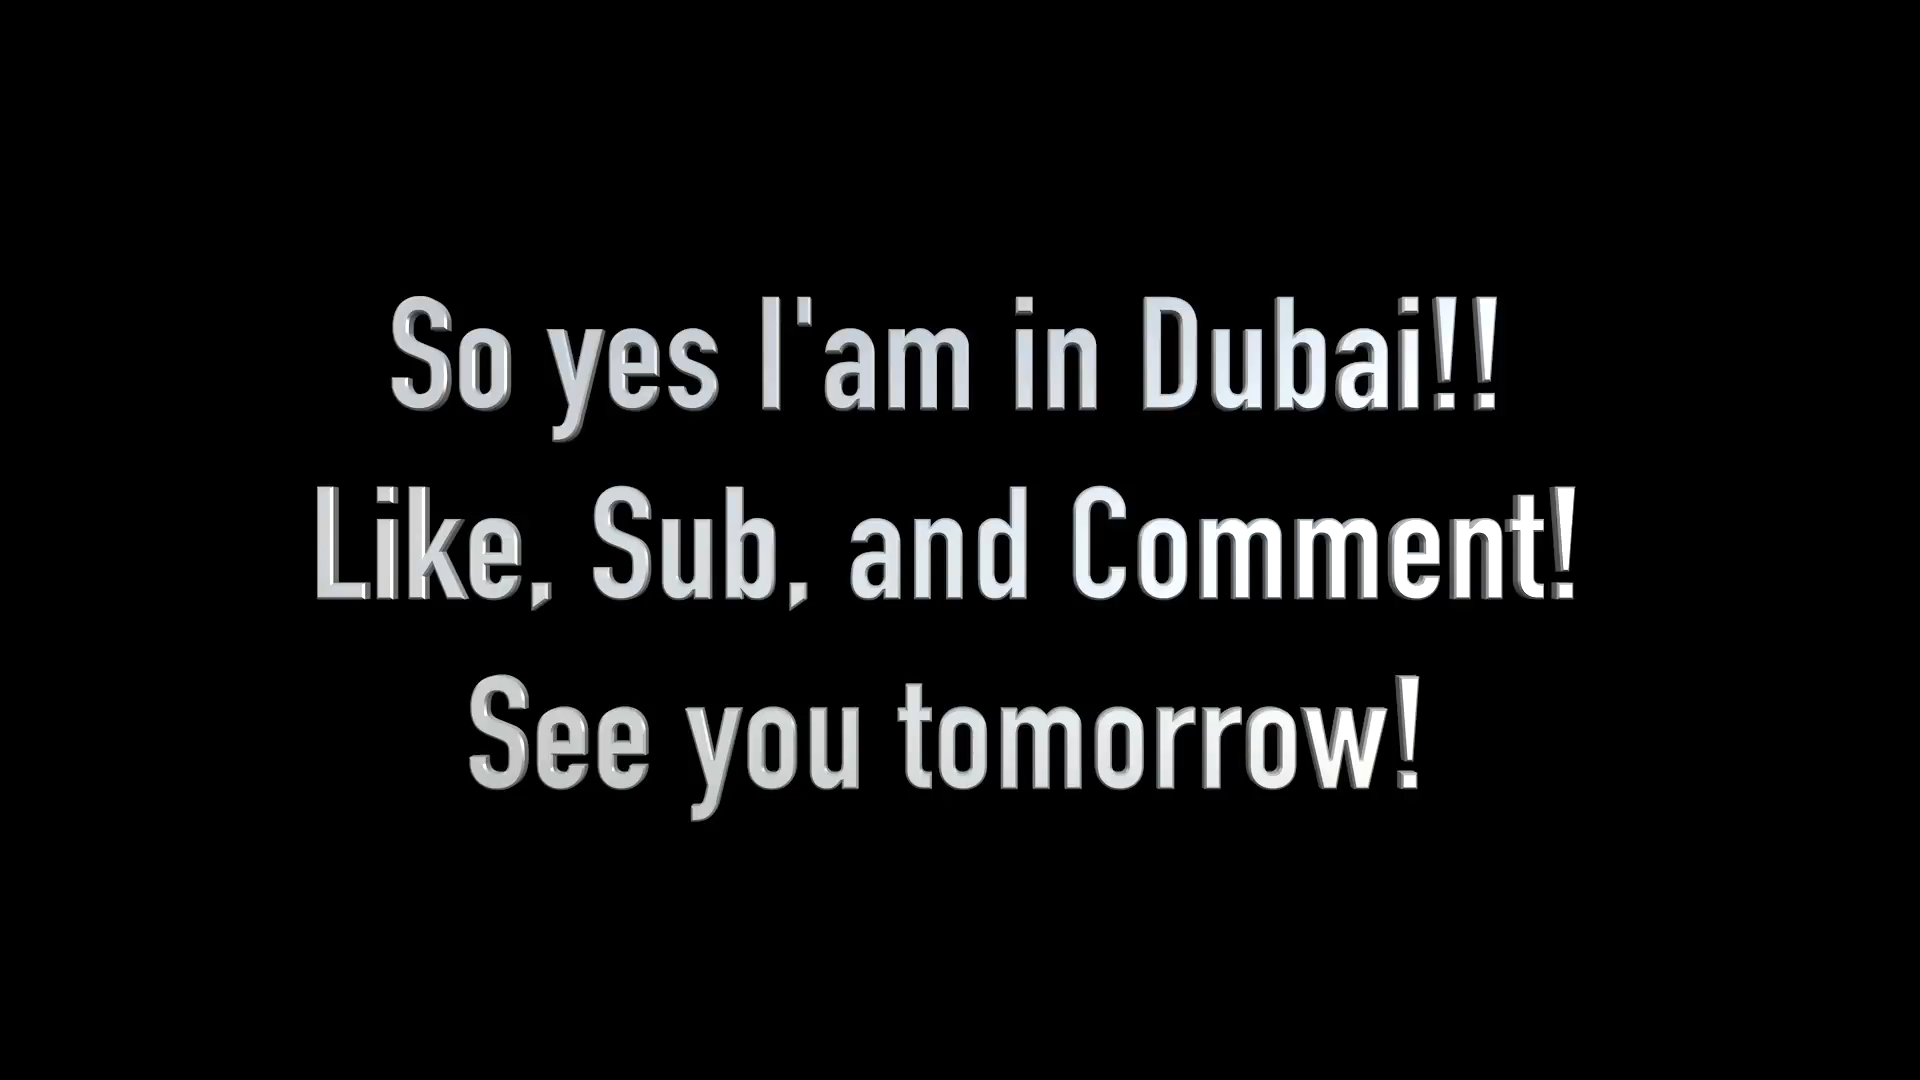 So yes I'am in Dubai!!
Like, Sub, and Comment!
See you tomorrow!